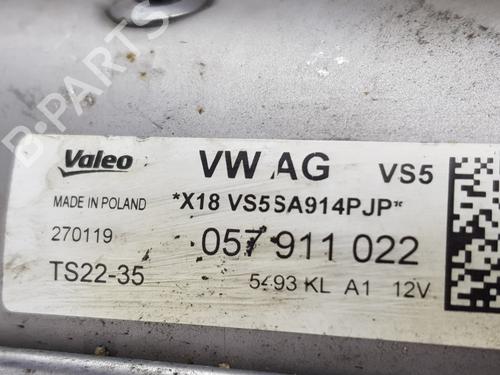 B-PARTS
Valeo VW AG VS5
MADE IN POLAND *X18 VS5SA914PJP*
270119 057 911 022
TS22-35 5493 KL A1 12V